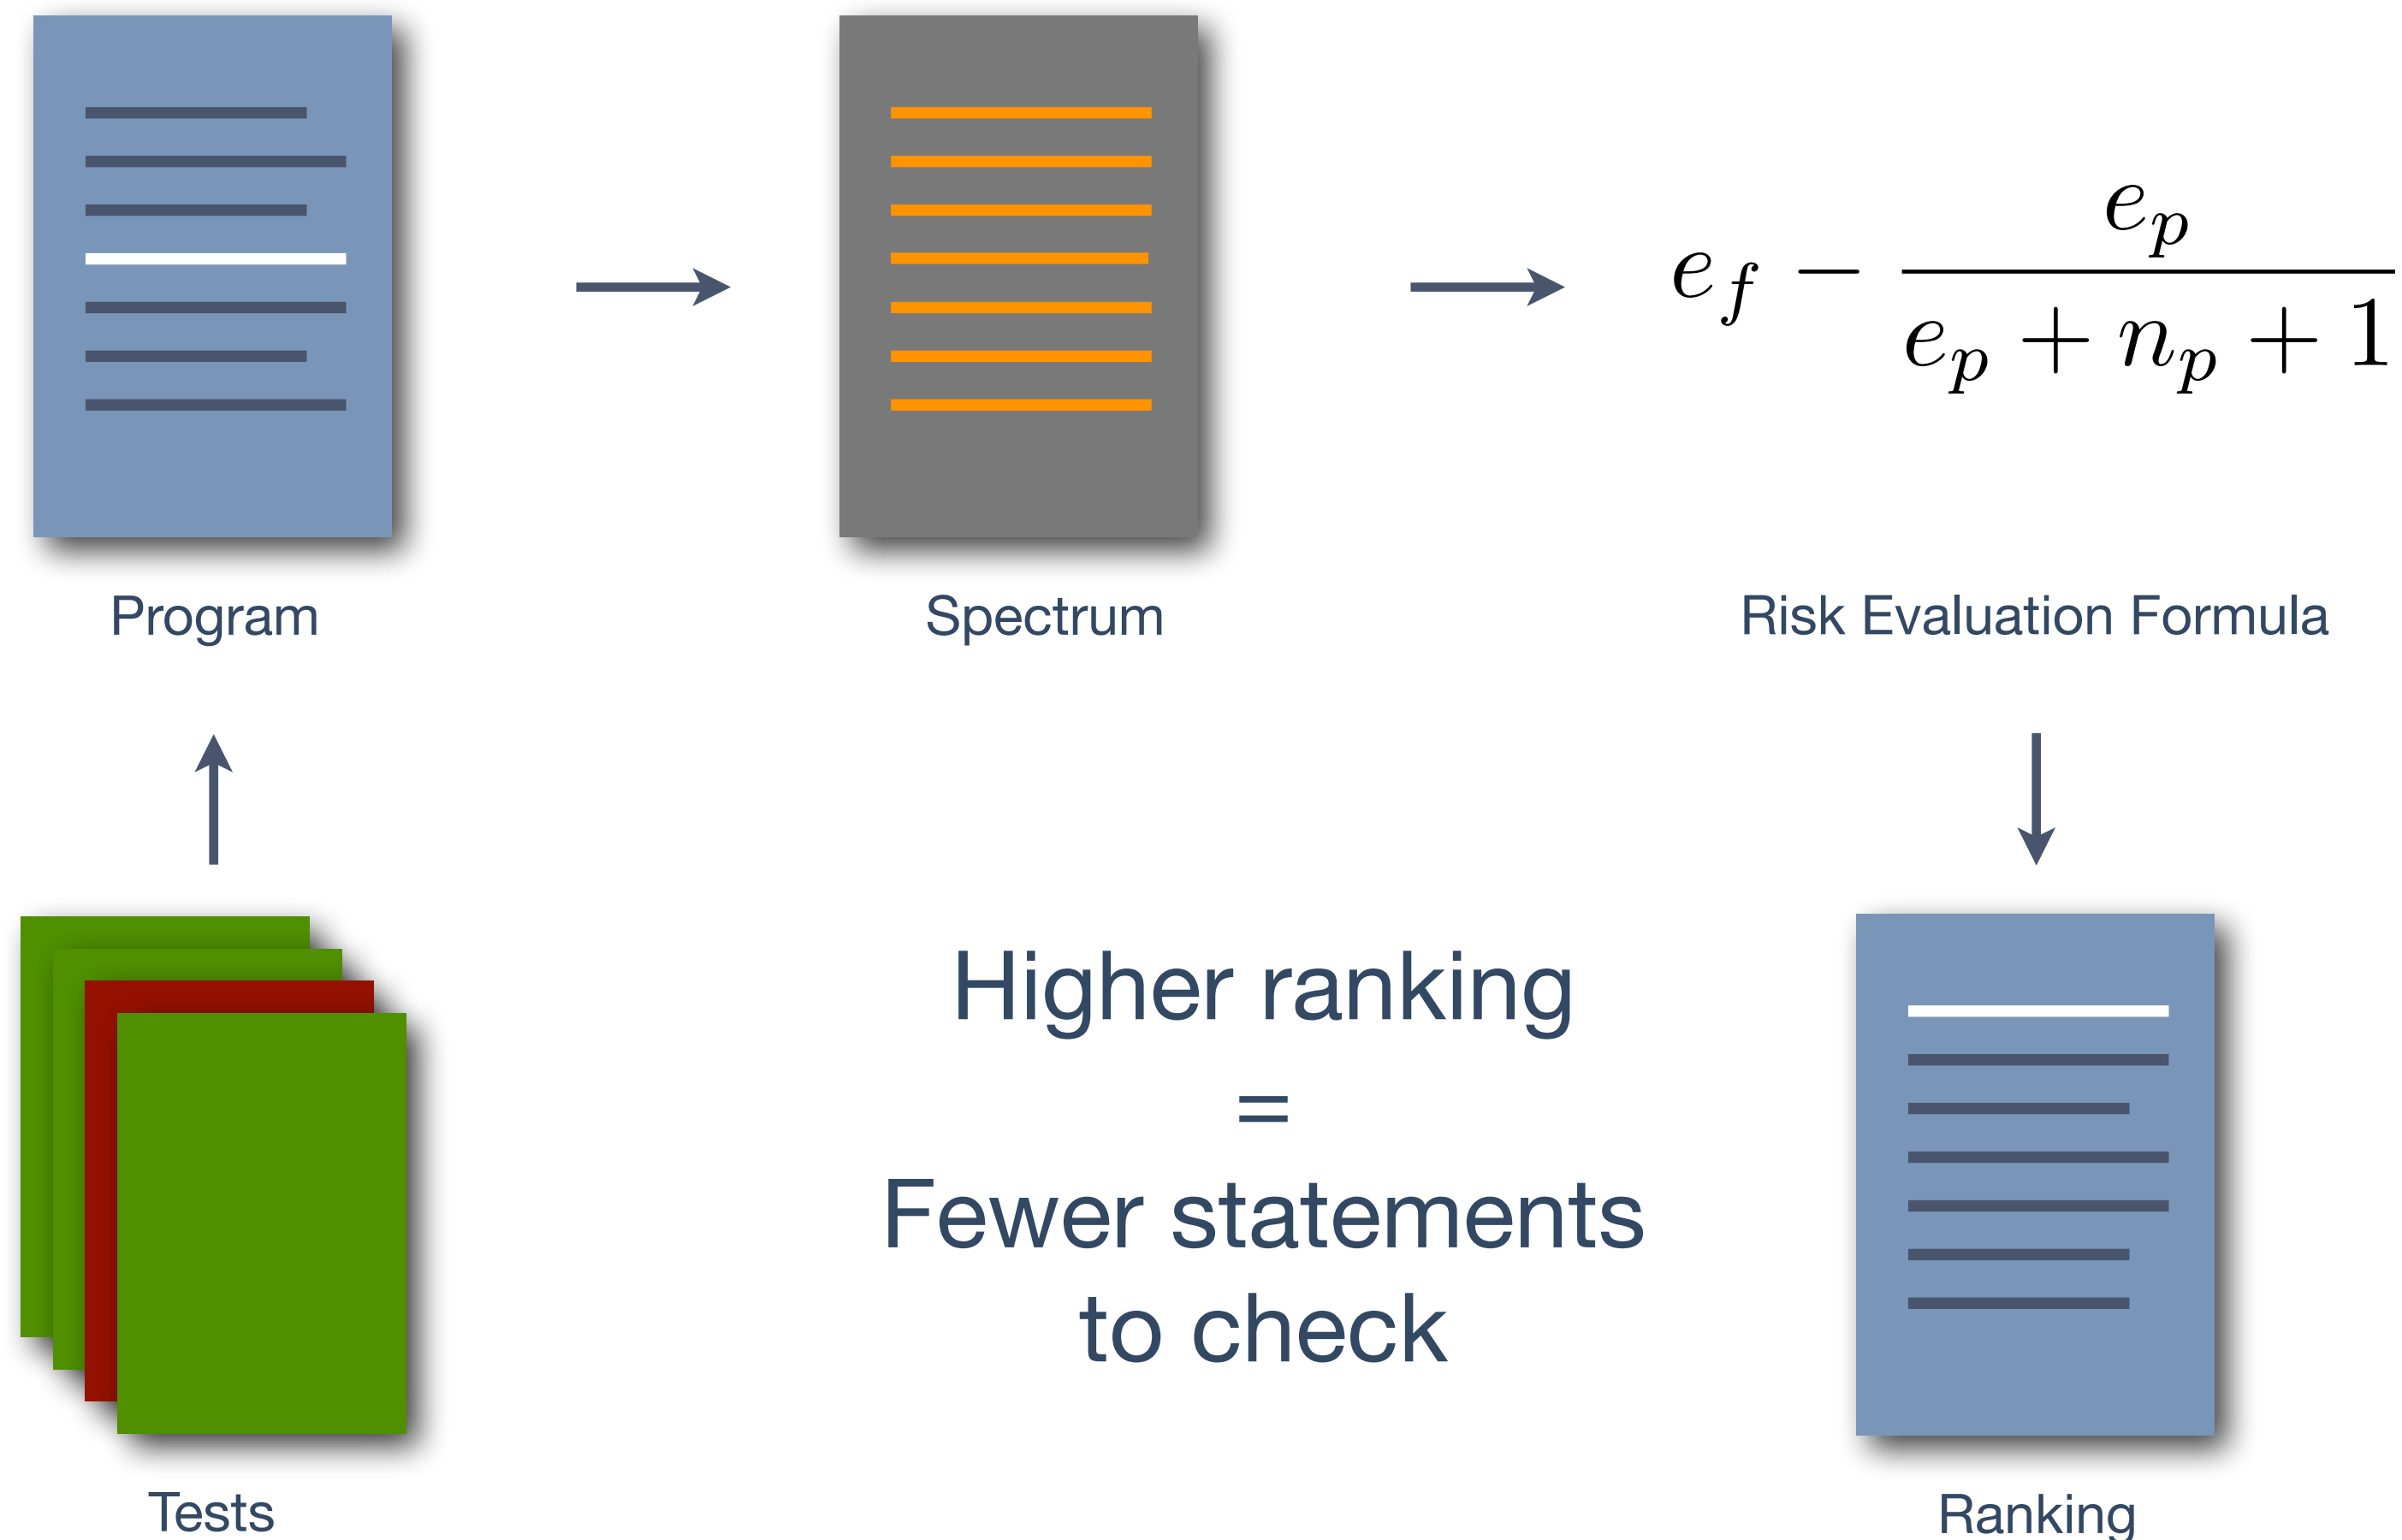 e_f − e_p / (e_p + n_p + 1)
Program
Spectrum
Risk Evaluation Formula
Higher ranking
=
Fewer statements
to check
Tests
Ranking